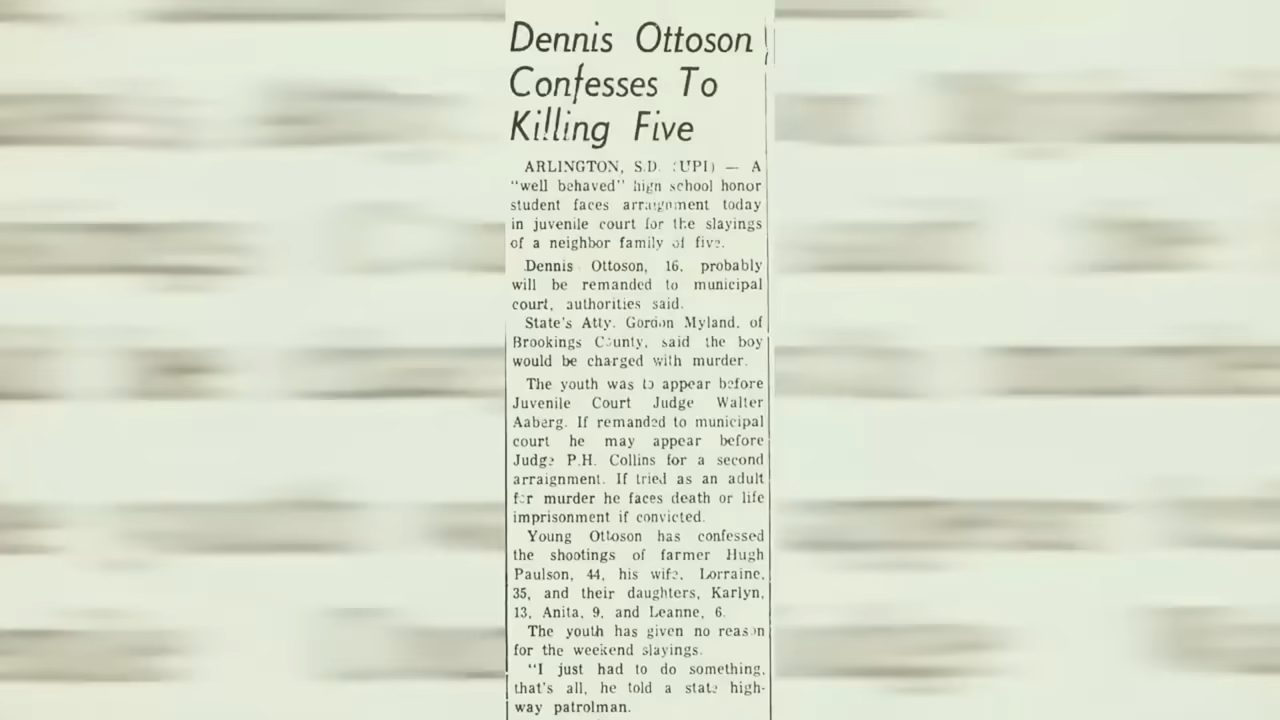 Dennis Ottoson
Confesses To
Killing Five
ARLINGTON, S.D. (UPI) — A
"well behaved" high school honor
student faces arraignment today
in juvenile court for the slayings
of a neighbor family of five.
Dennis Ottoson, 16, probably
will be remanded to municipal
court, authorities said.
State's Atty. Gordon Myland, of
Brookings County, said the boy
would be charged with murder.
The youth was to appear before
Juvenile Court Judge Walter
Aaberg. If remanded to municipal
court he may appear before
Judge P.H. Collins for a second
arraignment. If tried as an adult
for murder he faces death or life
imprisonment if convicted.
Young Ottoson has confessed
the shootings of farmer Hugh
Paulson, 44, his wife, Lorraine,
35, and their daughters, Karlyn,
13, Anita, 9, and Leanne, 6.
The youth has given no reason
for the weekend slayings.
"I just had to do something,
that's all, he told a state high-
way patrolman.